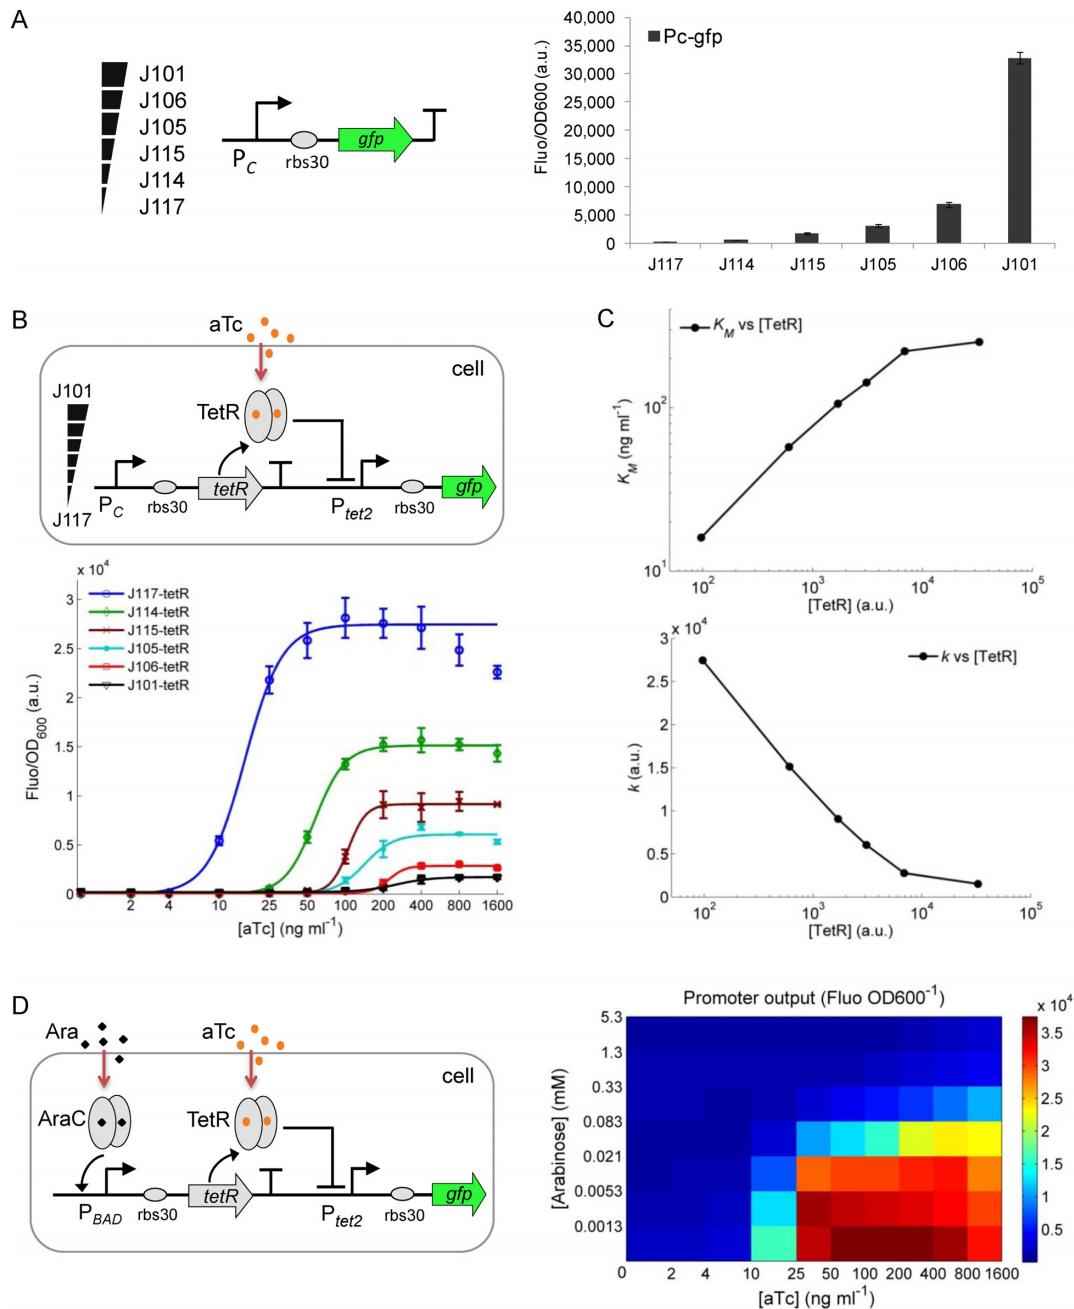 A
J101
J106
J105
J115
J114
J117
P_C
rbs30
gfp
Fluo/OD600 (a.u.)
40,000
35,000
30,000
25,000
20,000
15,000
10,000
5,000
0
Pc-gfp
J117 J114 J115 J105 J106 J101
B
aTc
cell
J101
TetR
J117
P_C
rbs30
tetR
P_tet2
rbs30
gfp
x 10^4
Fluo/OD_600 (a.u.)
3
2.5
2
1.5
1
0.5
0
J117-tetR
J114-tetR
J115-tetR
J105-tetR
J106-tetR
J101-tetR
2 4 10 25 50 100 200 400 800 1600
[aTc] (ng ml^-1)
C
K_M vs [TetR]
K_M (ng ml^-1)
10^2
10^1
10^2 10^3 10^4 10^5
[TetR] (a.u.)
x 10^4
k vs [TetR]
k (a.u.)
3
2.5
2
1.5
1
0.5
0
10^2 10^3 10^4 10^5
[TetR] (a.u.)
D
Ara
aTc
cell
AraC
TetR
P_BAD
rbs30
tetR
P_tet2
rbs30
gfp
Promoter output (Fluo OD600^-1)
x 10^4
[Arabinose] (mM)
5.3
1.3
0.33
0.083
0.021
0.0053
0.0013
0 2 4 10 25 50 100 200 400 800 1600
[aTc] (ng ml^-1)
3.5
3
2.5
2
1.5
1
0.5